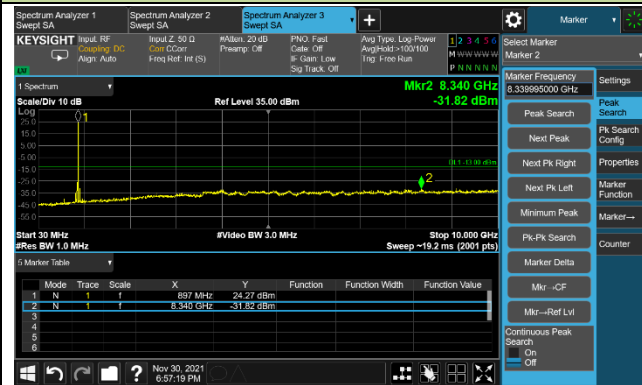 Spectrum Analyzer 1
Swept SA
Spectrum Analyzer 2
Swept SA
Spectrum Analyzer 3
Swept SA
Marker
KEYSIGHT
Input: RF
Coupling: DC
Align: Auto
Input Z: 50 Ω
Corr CCorr
Freq Ref: Int (S)
#Atten: 20 dB
Preamp: Off
PNO: Fast
Gate: Off
IF Gain: Low
Sig Track: Off
Avg Type: Log-Power
Avg|Hold:>100/100
Trig: Free Run
1 2 3 4 5 6
M W W W W W
P N N N N N
LXI
Select Marker
Marker 2
1 Spectrum
Mkr2 8.340 GHz
-31.82 dBm
Scale/Div 10 dB
Ref Level 35.00 dBm
Log
25.0
15.0
5.00
-5.00
-15.0
-25.0
-35.0
-45.0
-55.0
1
DL1 -13.00 dBm
2
Start 30 MHz
#Res BW 1.0 MHz
#Video BW 3.0 MHz
Stop 10.000 GHz
Sweep ~19.2 ms (2001 pts)
5 Marker Table
Mode Trace Scale X Y Function Function Width Function Value
1 N 1 f 897 MHz 24.27 dBm
2 N 1 f 8.340 GHz -31.82 dBm
3
4
5
6
Marker Frequency
8.339995000 GHz
Peak Search
Next Peak
Next Pk Right
Next Pk Left
Minimum Peak
Pk-Pk Search
Marker Delta
Mkr→CF
Mkr→Ref Lvl
Continuous Peak
Search
On
Off
Settings
Peak
Search
Pk Search
Config
Properties
Marker
Function
Marker→
Counter
Nov 30, 2021
6:57:19 PM